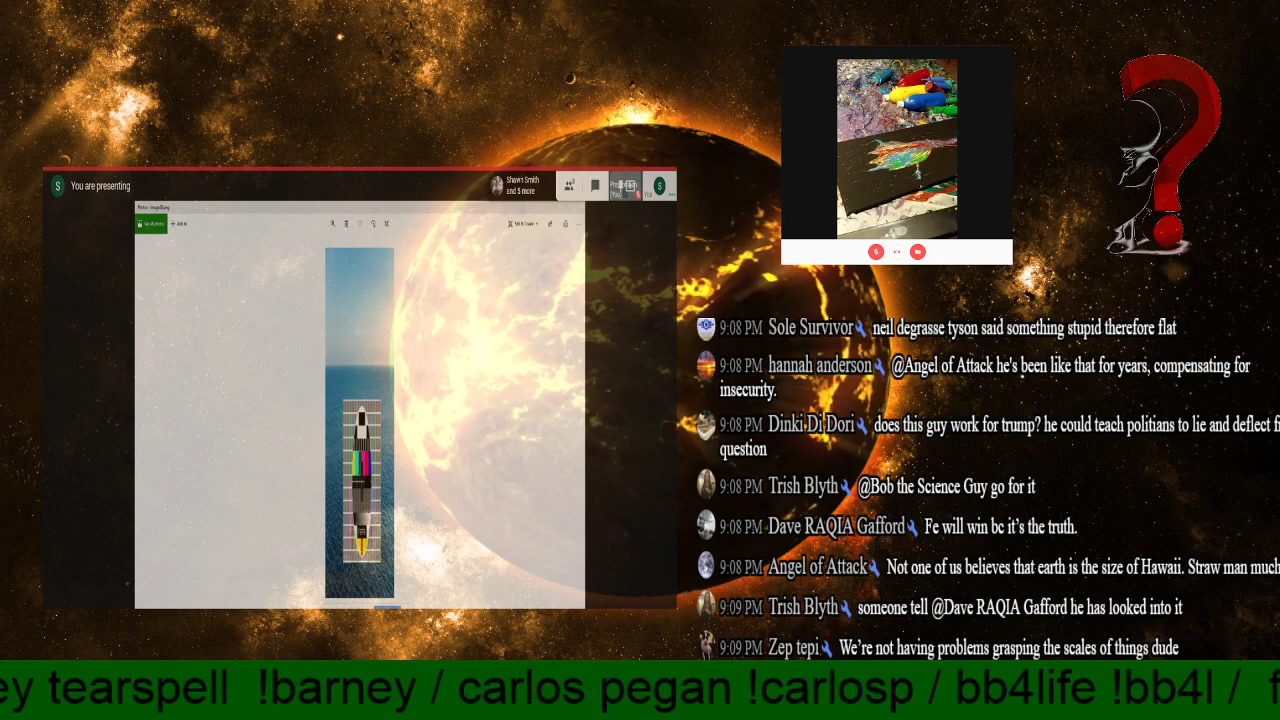 S You are presenting
Shawn Smith
and 5 more
S
9:08 PM Sole Survivor neil degrasse tyson said something stupid therefore flat
9:08 PM hannah anderson @Angel of Attack he's been like that for years, compensating for
insecurity.
9:08 PM Dinki Di Dori does this guy work for trump? he could teach politians to lie and deflect
question
9:08 PM Trish Blyth @Bob the Science Guy go for it
9:08 PM Dave RAQIA Gafford Fe will win bc it’s the truth.
9:08 PM Angel of Attack Not one of us believes that earth is the size of Hawaii. Straw man much
9:09 PM Trish Blyth someone tell @Dave RAQIA Gafford he has looked into it
9:09 PM Zep tepi We’re not having problems grasping the scales of things dude
ey tearspell !barney / carlos pegan !carlosp / bb4life !bb4l / f